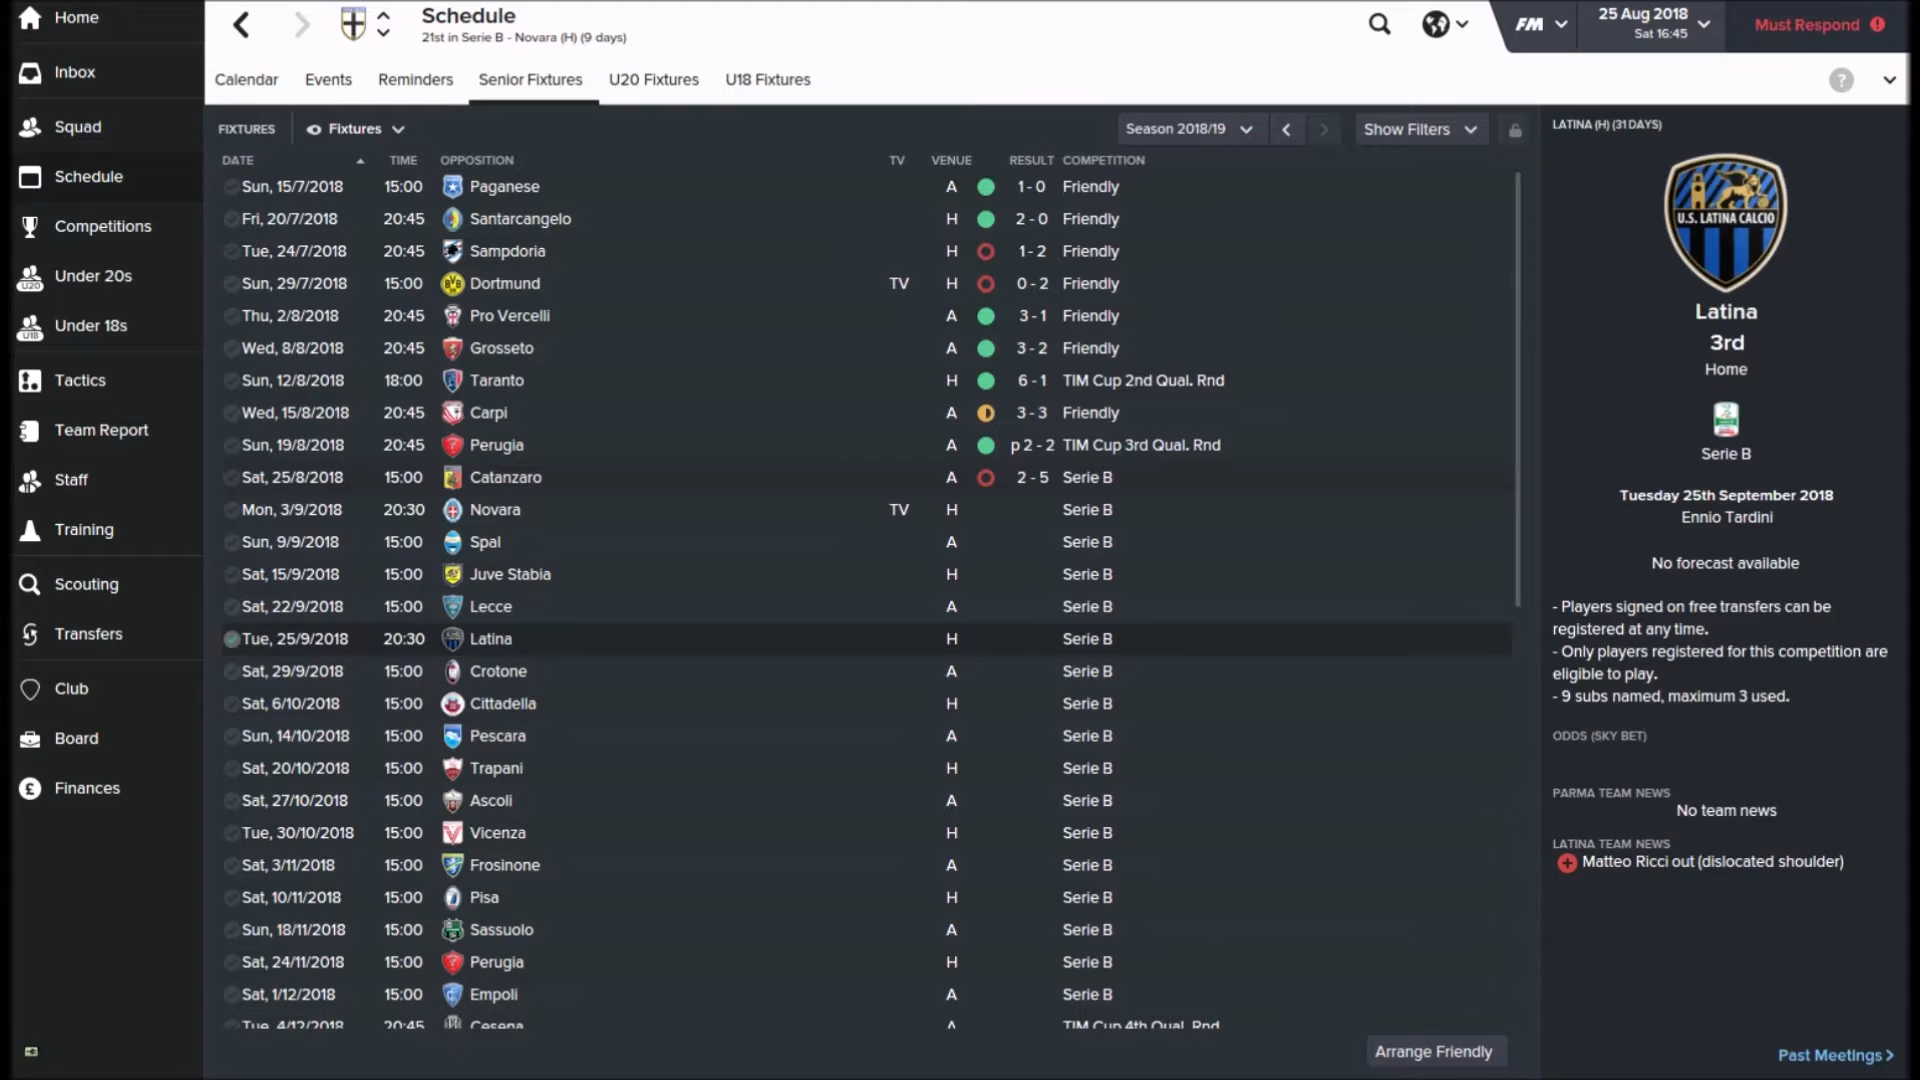 Home
Inbox
Squad
Schedule
Competitions
U20 Under 20s
U18 Under 18s
Tactics
Team Report
Staff
Training
Scouting
Transfers
Club
Board
Finances
Schedule
21st in Serie B - Novara (H) (9 days)
FM
25 Aug 2018
Sat 16:45
Must Respond
Calendar Events Reminders Senior Fixtures U20 Fixtures U18 Fixtures
FIXTURES Fixtures Season 2018/19 Show Filters
DATE TIME OPPOSITION TV VENUE RESULT COMPETITION
Sun, 15/7/2018 15:00 Paganese A 1 - 0 Friendly
Fri, 20/7/2018 20:45 Santarcangelo H 2 - 0 Friendly
Tue, 24/7/2018 20:45 Sampdoria H 1 - 2 Friendly
Sun, 29/7/2018 15:00 Dortmund TV H 0 - 2 Friendly
Thu, 2/8/2018 20:45 Pro Vercelli A 3 - 1 Friendly
Wed, 8/8/2018 20:45 Grosseto A 3 - 2 Friendly
Sun, 12/8/2018 18:00 Taranto H 6 - 1 TIM Cup 2nd Qual. Rnd
Wed, 15/8/2018 20:45 Carpi A 3 - 3 Friendly
Sun, 19/8/2018 20:45 Perugia A p 2 - 2 TIM Cup 3rd Qual. Rnd
Sat, 25/8/2018 15:00 Catanzaro A 2 - 5 Serie B
Mon, 3/9/2018 20:30 Novara TV H Serie B
Sun, 9/9/2018 15:00 Spal A Serie B
Sat, 15/9/2018 15:00 Juve Stabia H Serie B
Sat, 22/9/2018 15:00 Lecce A Serie B
Tue, 25/9/2018 20:30 Latina H Serie B
Sat, 29/9/2018 15:00 Crotone A Serie B
Sat, 6/10/2018 15:00 Cittadella H Serie B
Sun, 14/10/2018 15:00 Pescara A Serie B
Sat, 20/10/2018 15:00 Trapani H Serie B
Sat, 27/10/2018 15:00 Ascoli A Serie B
Tue, 30/10/2018 15:00 Vicenza H Serie B
Sat, 3/11/2018 15:00 Frosinone A Serie B
Sat, 10/11/2018 15:00 Pisa H Serie B
Sun, 18/11/2018 15:00 Sassuolo A Serie B
Sat, 24/11/2018 15:00 Perugia H Serie B
Sat, 1/12/2018 15:00 Empoli A Serie B
Tue, 4/12/2018 20:45 Cesena A TIM Cup 4th Qual. Rnd
Arrange Friendly
LATINA (H) (31 DAYS)
U.S. LATINA CALCIO
Latina
3rd
Home
Serie B
Tuesday 25th September 2018
Ennio Tardini
No forecast available
- Players signed on free transfers can be
registered at any time.
- Only players registered for this competition are
eligible to play.
- 9 subs named, maximum 3 used.
ODDS (SKY BET)
PARMA TEAM NEWS
No team news
LATINA TEAM NEWS
Matteo Ricci out (dislocated shoulder)
Past Meetings